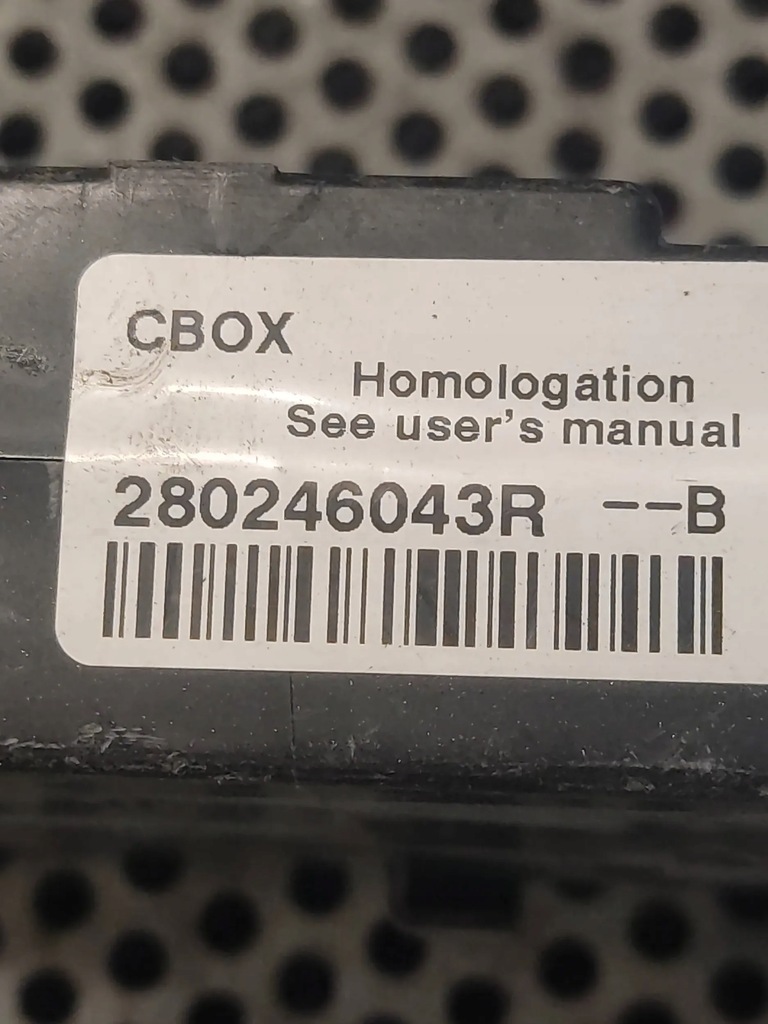 CBOX
Homologation
See user's manual
280246043R --B